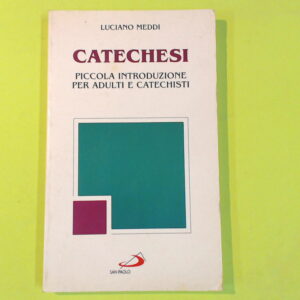 LUCIANO MEDDI
CATECHESI
PICCOLA INTRODUZIONE
PER ADULTI E CATECHISTI
SAN PAOLO